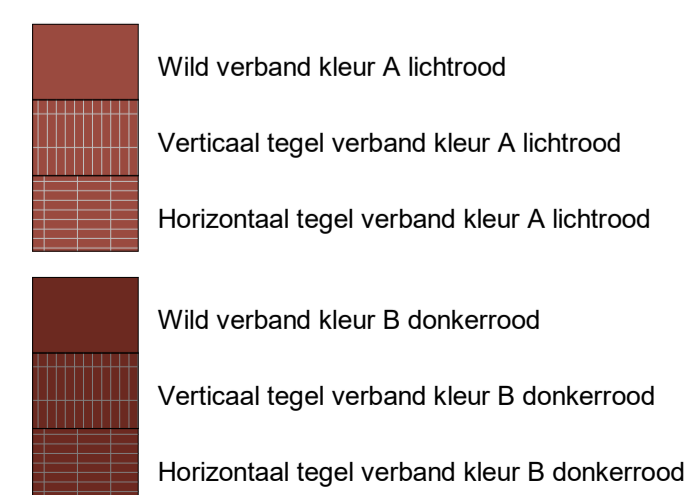 Wild verband kleur A lichtrood
Verticaal tegel verband kleur A lichtrood
Horizontaal tegel verband kleur A lichtrood
Wild verband kleur B donkerrood
Verticaal tegel verband kleur B donkerrood
Horizontaal tegel verband kleur B donkerrood